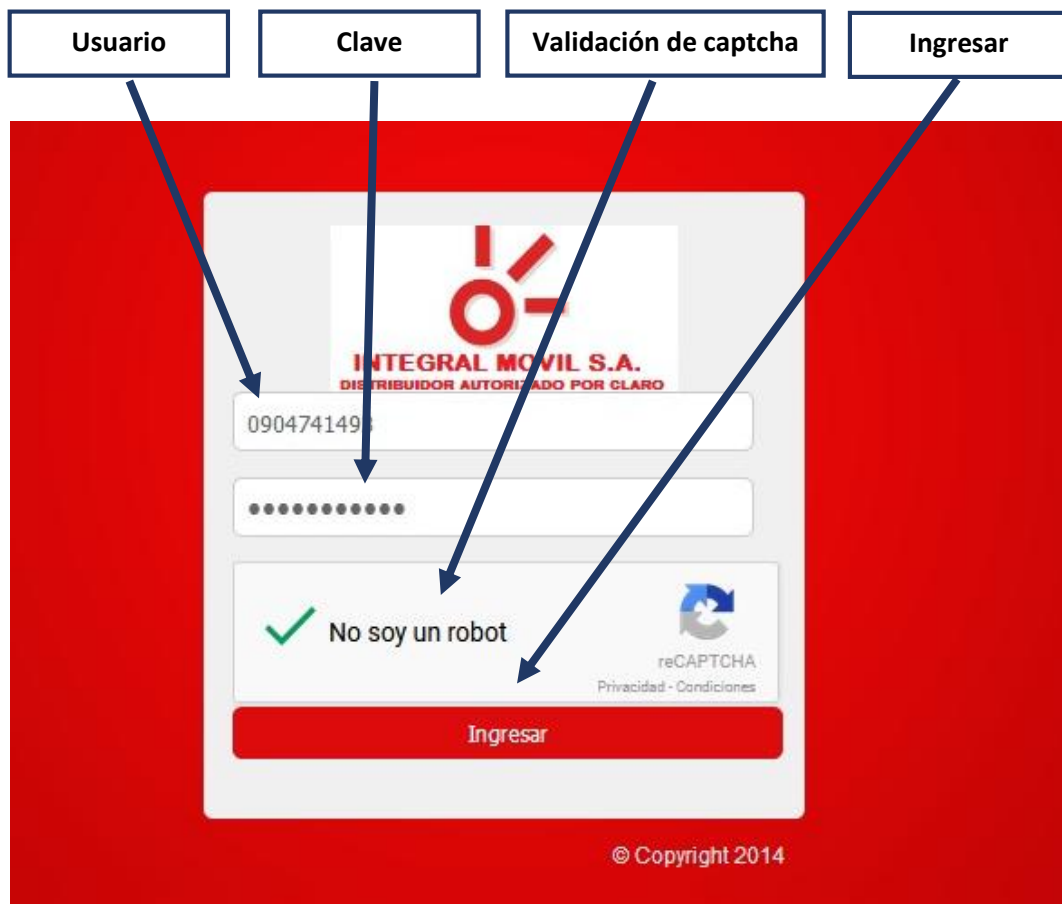 Usuario
Clave
Validación de captcha
Ingresar
INTEGRAL MOVIL S.A.
DISTRIBUIDOR AUTORIZADO POR CLARO
0904741498
●●●●●●●●●●●
No soy un robot
reCAPTCHA
Privacidad - Condiciones
Ingresar
© Copyright 2014